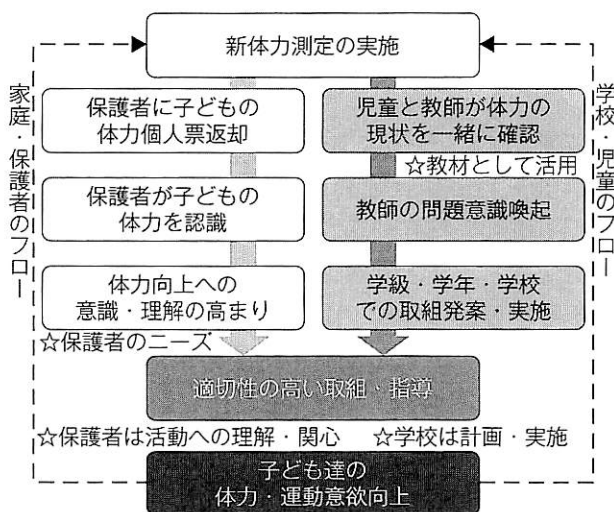 新体力測定の実施
家庭・保護者のフロー
保護者に子どもの
体力個人票返却
保護者が子どもの
体力を認識
体力向上への
意識・理解の高まり
☆保護者のニーズ
学校・児童のフロー
児童と教師が体力の
現状を一緒に確認
☆教材として活用
教師の問題意識喚起
学級・学年・学校
での取組発案・実施
適切性の高い取組・指導
☆保護者は活動への理解・関心
☆学校は計画・実施
子ども達の
体力・運動意欲向上